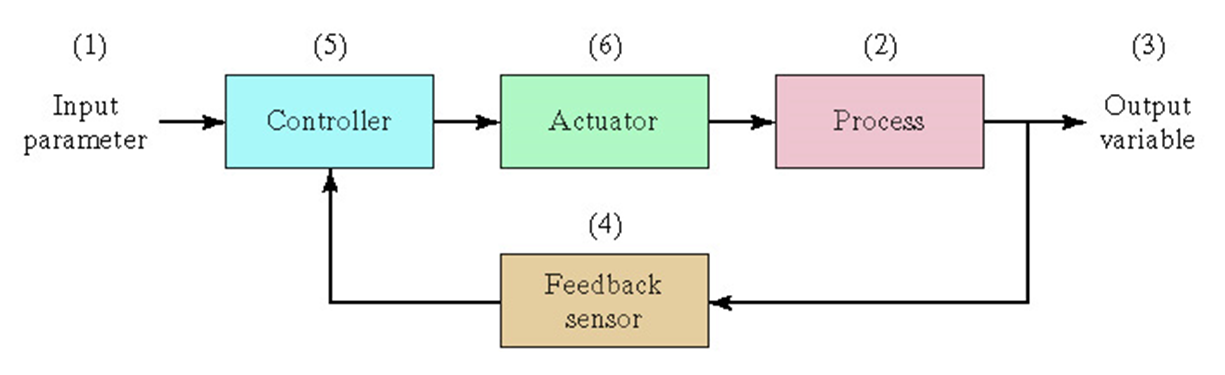 (1) (5) (6) (2) (3)
Input
parameter
Controller
Actuator
Process
Output
variable
(4)
Feedback
sensor